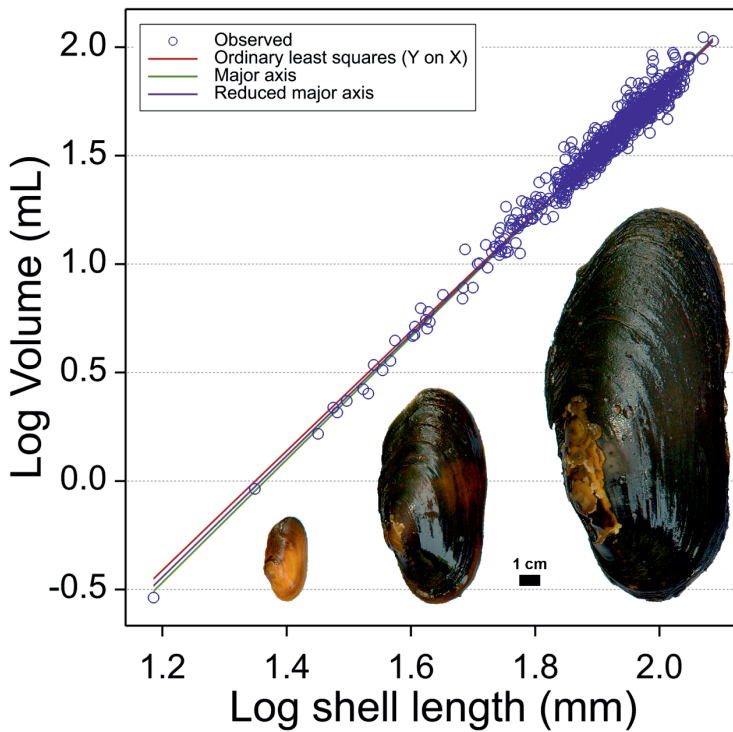 Observed
Ordinary least squares (Y on X)
Major axis
Reduced major axis
2.0
1.5
1.0
0.5
0.0
-0.5
Log Volume (mL)
1 cm
1.2 1.4 1.6 1.8 2.0
Log shell length (mm)